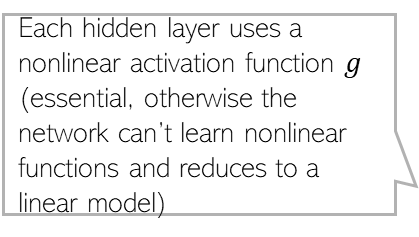 Each hidden layer uses a
nonlinear activation function g
(essential, otherwise the
network can't learn nonlinear
functions and reduces to a
linear model)